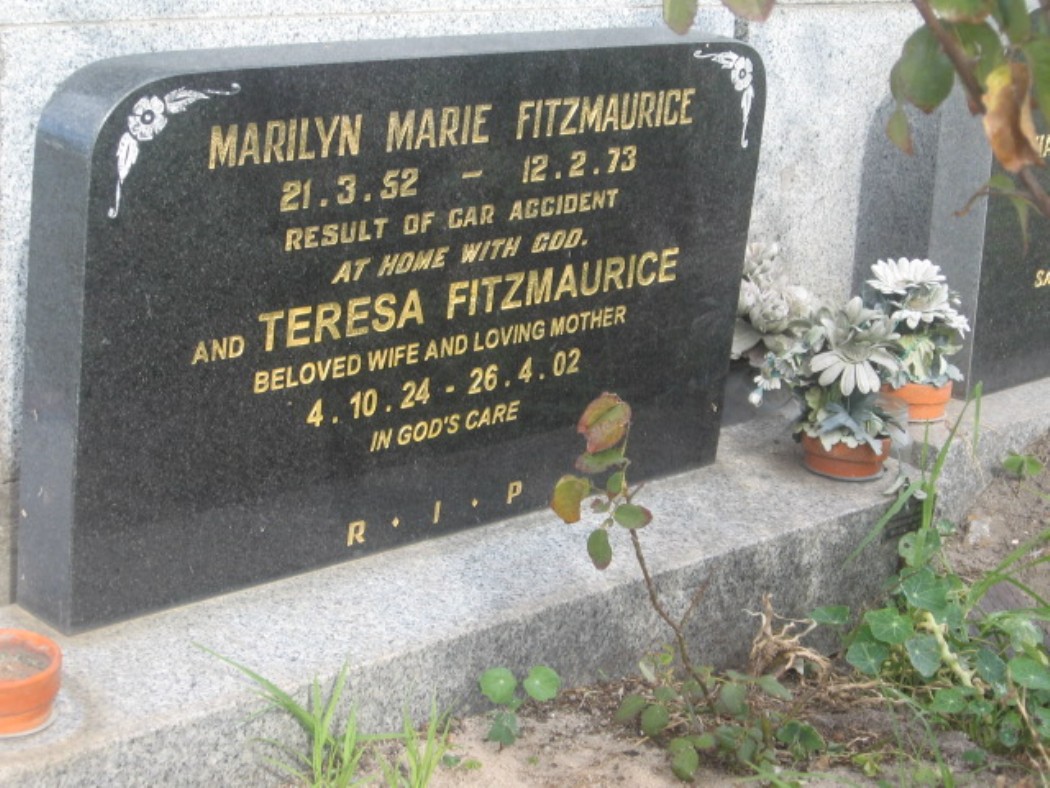 MARILYN MARIE FITZMAURICE
21.3.52 - 12.2.73
RESULT OF CAR ACCIDENT
AT HOME WITH GOD.
AND TERESA FITZMAURICE
BELOVED WIFE AND LOVING MOTHER
4.10.24 - 26.4.02
IN GOD'S CARE
R · I · P